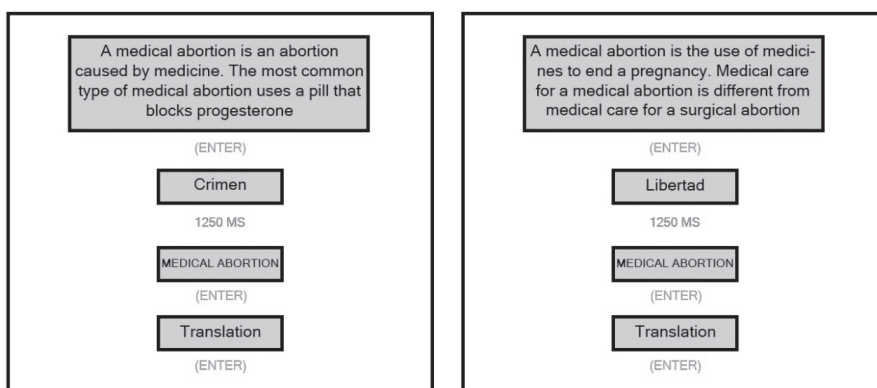 A medical abortion is an abortion
caused by medicine. The most common
type of medical abortion uses a pill that
blocks progesterone
(ENTER)
Crimen
1250 MS
MEDICAL ABORTION
(ENTER)
Translation
(ENTER)
A medical abortion is the use of medici-
nes to end a pregnancy. Medical care
for a medical abortion is different from
medical care for a surgical abortion
(ENTER)
Libertad
1250 MS
MEDICAL ABORTION
(ENTER)
Translation
(ENTER)